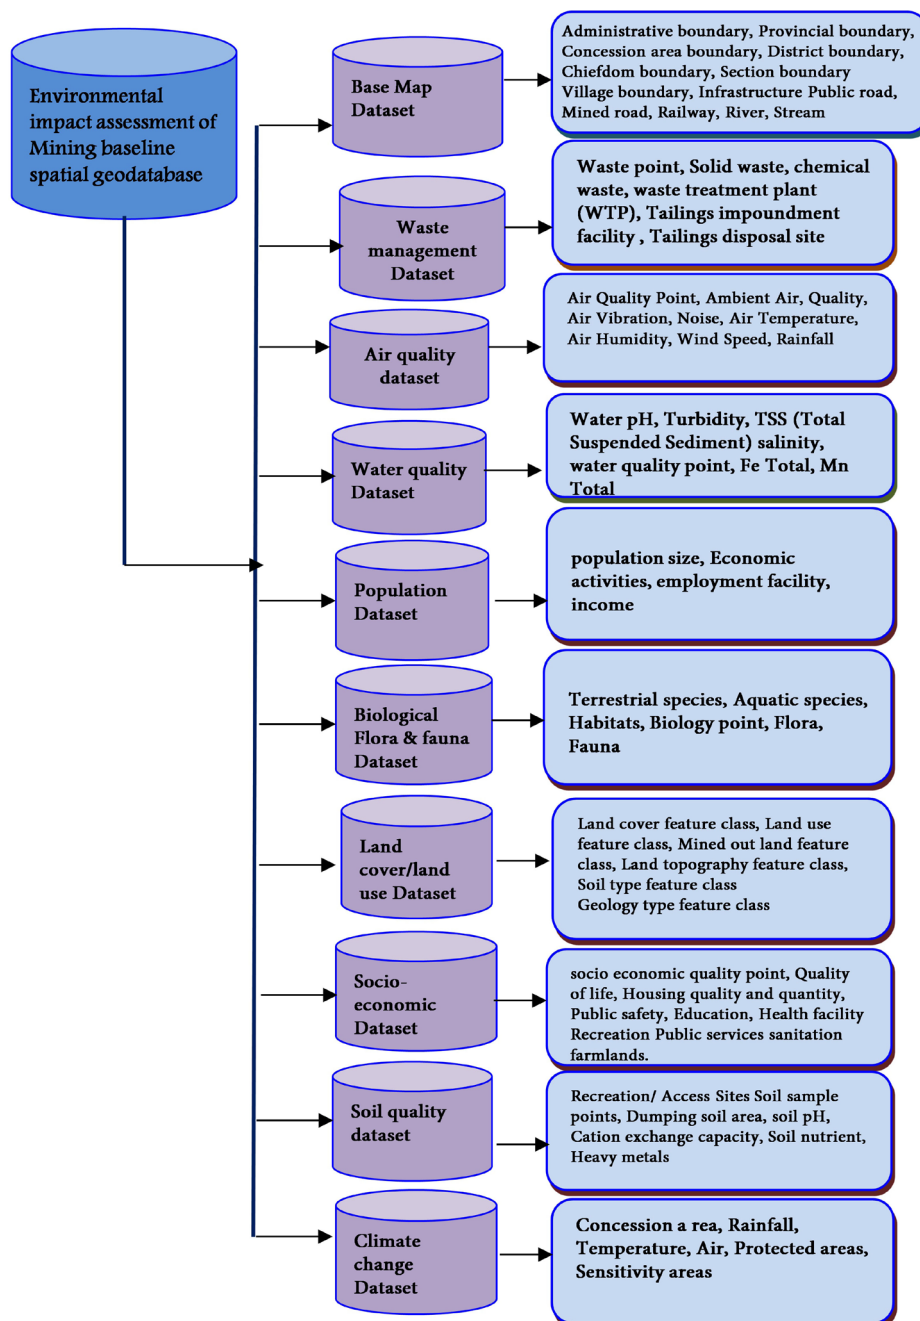 Environmental
impact assessment of
Mining baseline
spatial geodatabase
Base Map
Dataset
Administrative boundary, Provincial boundary,
Concession area boundary, District boundary,
Chiefdom boundary, Section boundary
Village boundary, Infrastructure Public road,
Mined road, Railway, River, Stream
Waste
management
Dataset
Waste point, Solid waste, chemical
waste, waste treatment plant
(WTP), Tailings impoundment
facility , Tailings disposal site
Air quality
dataset
Air Quality Point, Ambient Air, Quality,
Air Vibration, Noise, Air Temperature,
Air Humidity, Wind Speed, Rainfall
Water quality
Dataset
Water pH, Turbidity, TSS (Total
Suspended Sediment) salinity,
water quality point, Fe Total, Mn
Total
Population
Dataset
population size, Economic
activities, employment facility,
income
Biological
Flora & fauna
Dataset
Terrestrial species, Aquatic species,
Habitats, Biology point, Flora,
Fauna
Land
cover/land
use Dataset
Land cover feature class, Land use
feature class, Mined out land feature
class, Land topography feature class,
Soil type feature class
Geology type feature class
Socio-
economic
Dataset
socio economic quality point, Quality
of life, Housing quality and quantity,
Public safety, Education, Health facility
Recreation Public services sanitation
farmlands.
Soil quality
dataset
Recreation/ Access Sites Soil sample
points, Dumping soil area, soil pH,
Cation exchange capacity, Soil nutrient,
Heavy metals
Climate
change
Dataset
Concession a rea, Rainfall,
Temperature, Air, Protected areas,
Sensitivity areas